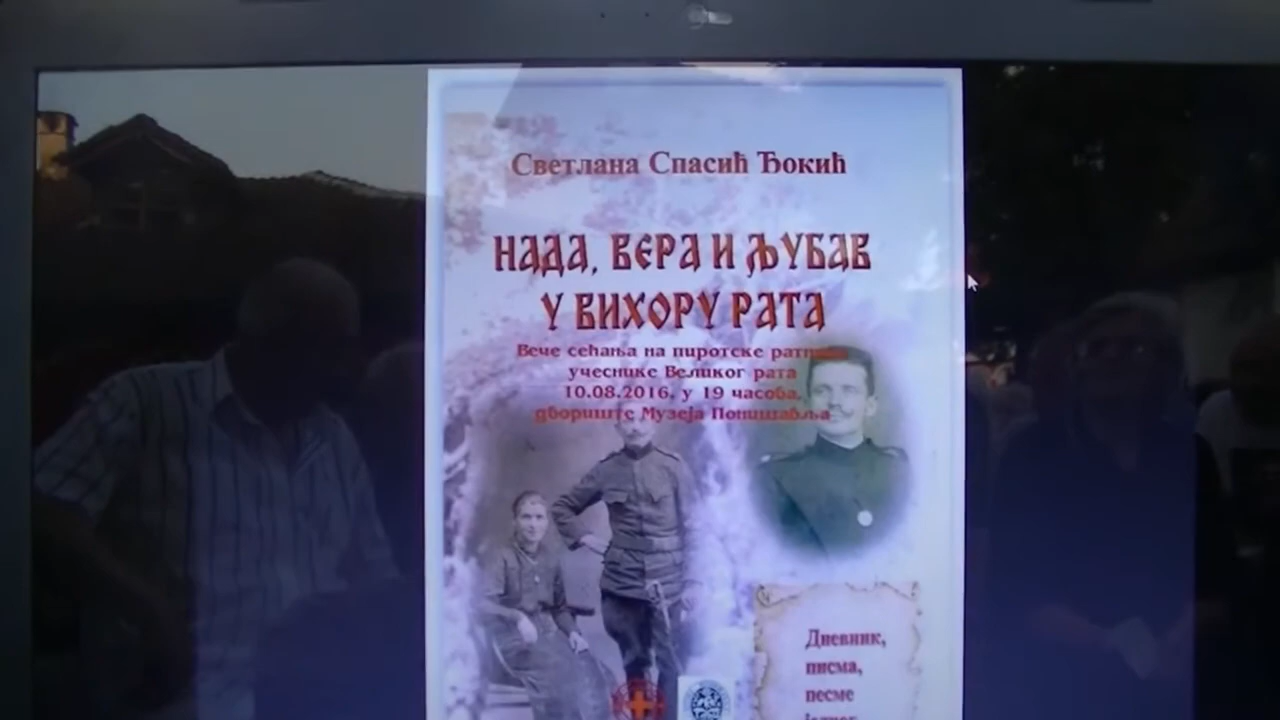 Светлана Спасић Ђокић
НАДА, ВЕРА И ЉУБАВ
У ВИХОРУ РАТА
Вече сећања на пиротске
учеснике Великог рата
10.08.2016, у 19 часова,
двориште Музеја Понишавља
Дневник,
писма,
песме